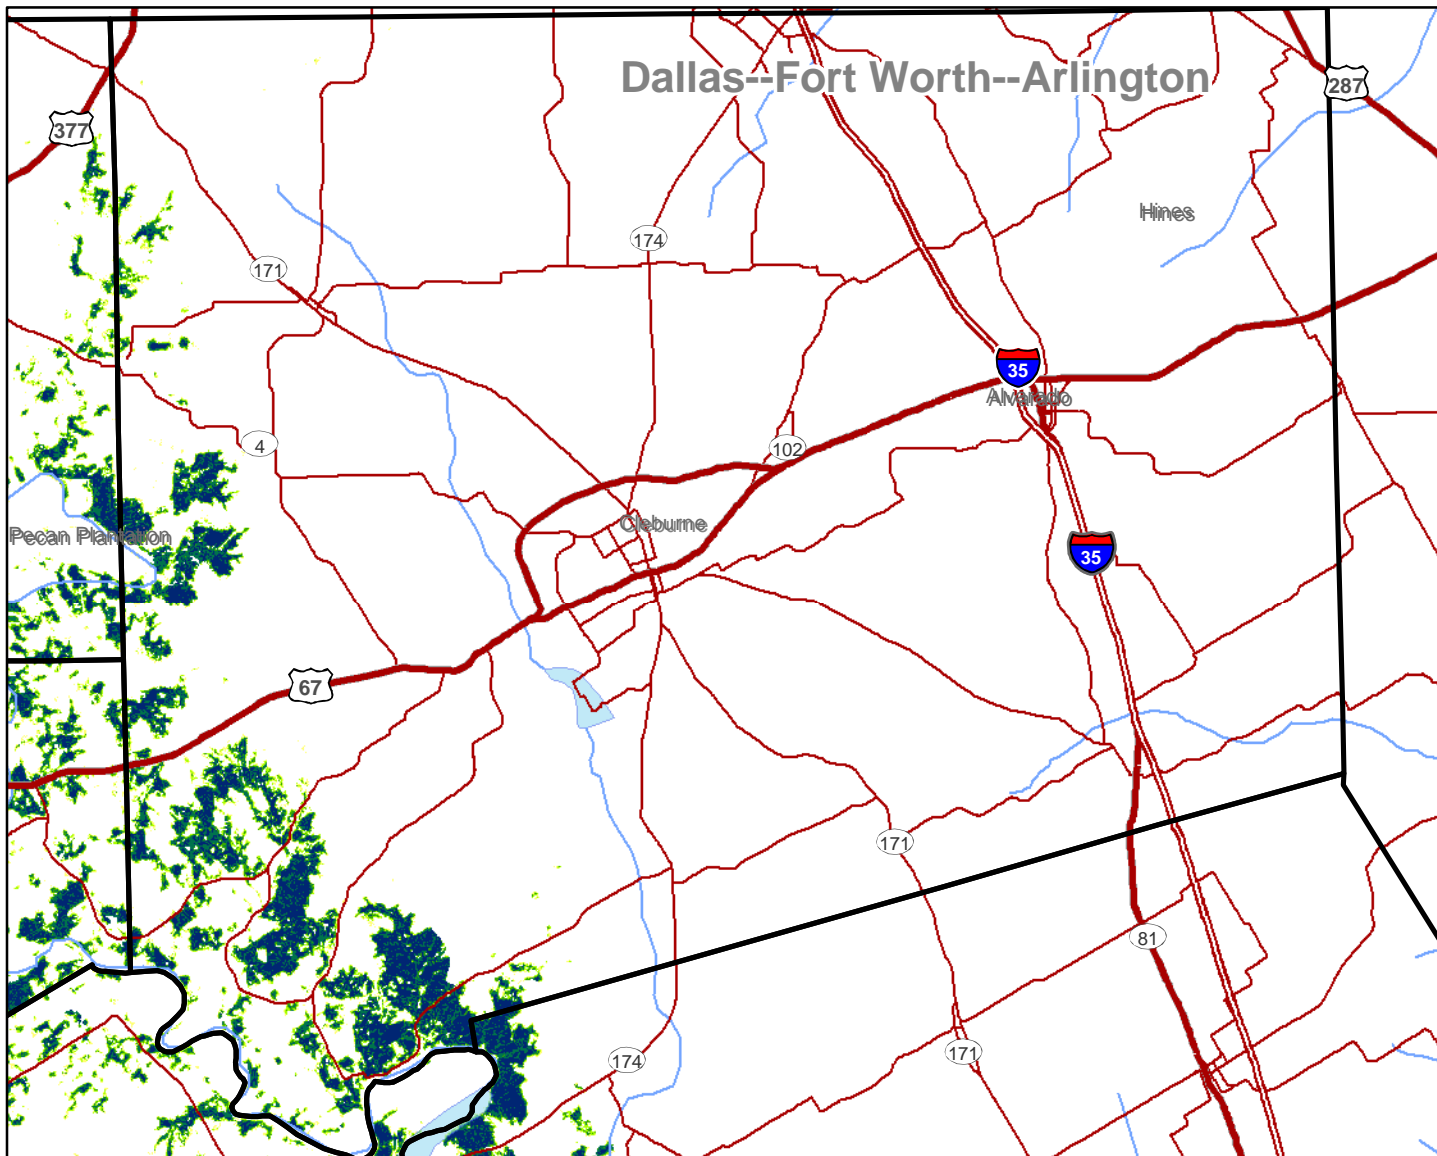 Dallas--Fort Worth--Arlington
287
377
Hines
174
171
35
Alvarado
4
102
Cleburne
Pecan Plantation
35
67
171
81
171
174